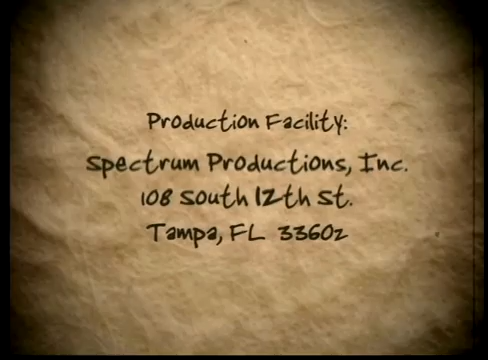 Production Facility:
Spectrum Productions, Inc.
108 South 12th St.
Tampa, FL 33602